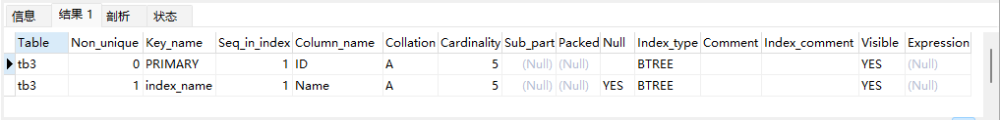 信息 结果 1 剖析 状态
Table Non_unique Key_name Seq_in_index Column_name Collation Cardinality Sub_part Packed Null Index_type Comment Index_comment Visible Expression
tb3 0 PRIMARY 1 ID A 5 (Null) (Null) BTREE YES (Null)
tb3 1 index_name 1 Name A 5 (Null) (Null) YES BTREE YES (Null)